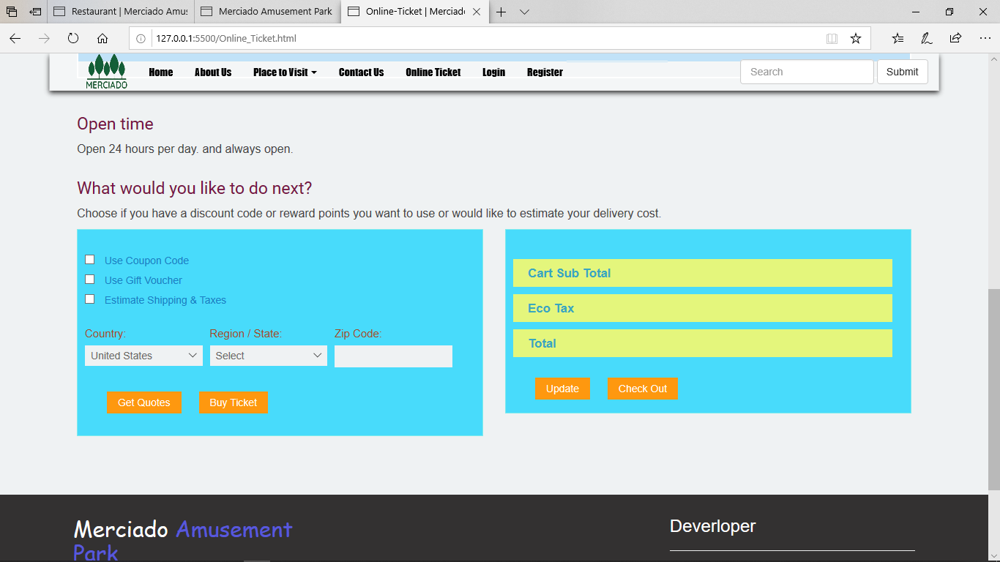 Restaurant | Merciado Amus
Merciado Amusement Park
Online-Ticket | Merciado
127.0.0.1:5500/Online_Ticket.html
MERCIADO
Home
About Us
Place to Visit
Contact Us
Online Ticket
Login
Register
Search
Submit
Open time
Open 24 hours per day. and always open.
What would you like to do next?
Choose if you have a discount code or reward points you want to use or would like to estimate your delivery cost.
Use Coupon Code
Use Gift Voucher
Estimate Shipping & Taxes
Country:
Region / State:
Zip Code:
United States
Select
Get Quotes
Buy Ticket
Cart Sub Total
Eco Tax
Total
Update
Check Out
Merciado Amusement
Park
Deverloper